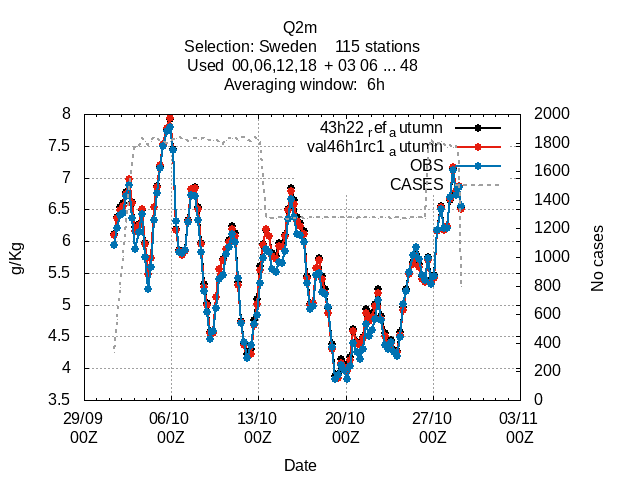 Q2m
Selection: Sweden 115 stations
Used 00,06,12,18 + 03 06 ... 48
Averaging window: 6h
8
7.5
7
6.5
6
5.5
5
4.5
4
3.5
g/Kg
2000
1800
1600
1400
1200
1000
800
600
400
200
0
No cases
43h22 ref autumn
val46h1rc1 autumn
OBS
CASES
29/09 06/10 13/10 20/10 27/10 03/11
00Z 00Z 00Z 00Z 00Z 00Z
Date